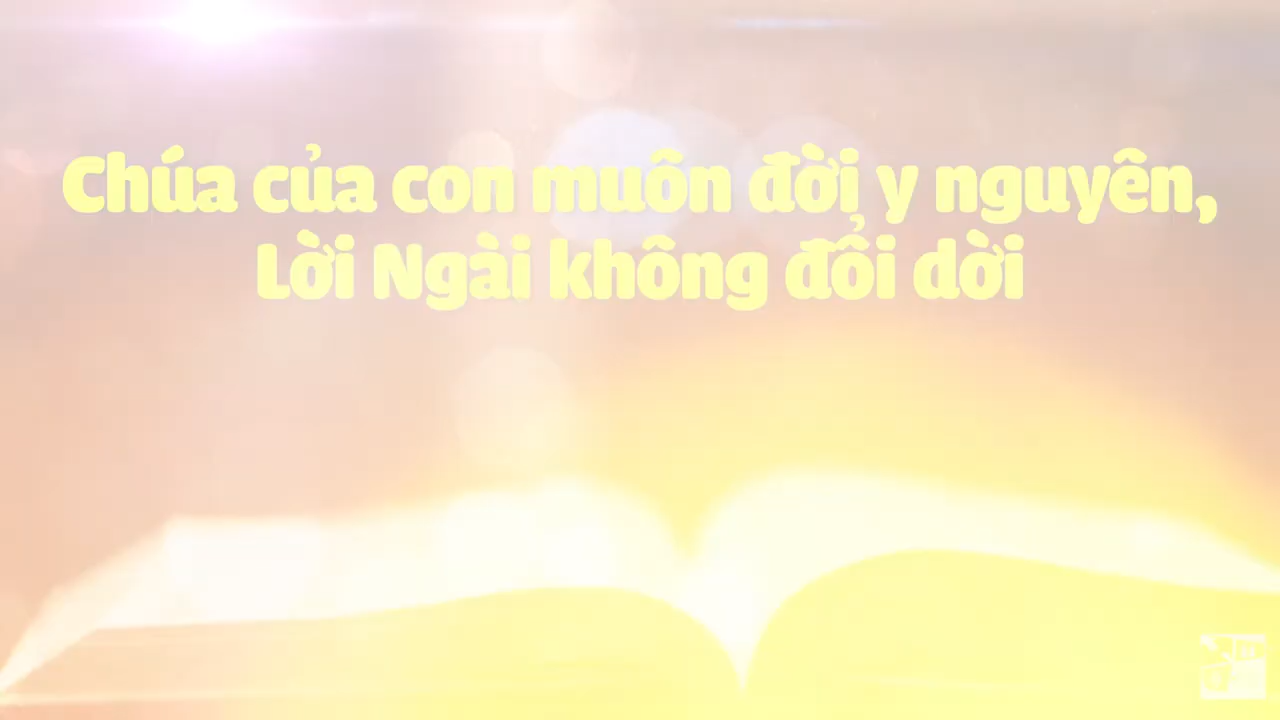 Chúa của con muôn đời y nguyên,
Lời Ngài không đổi dời